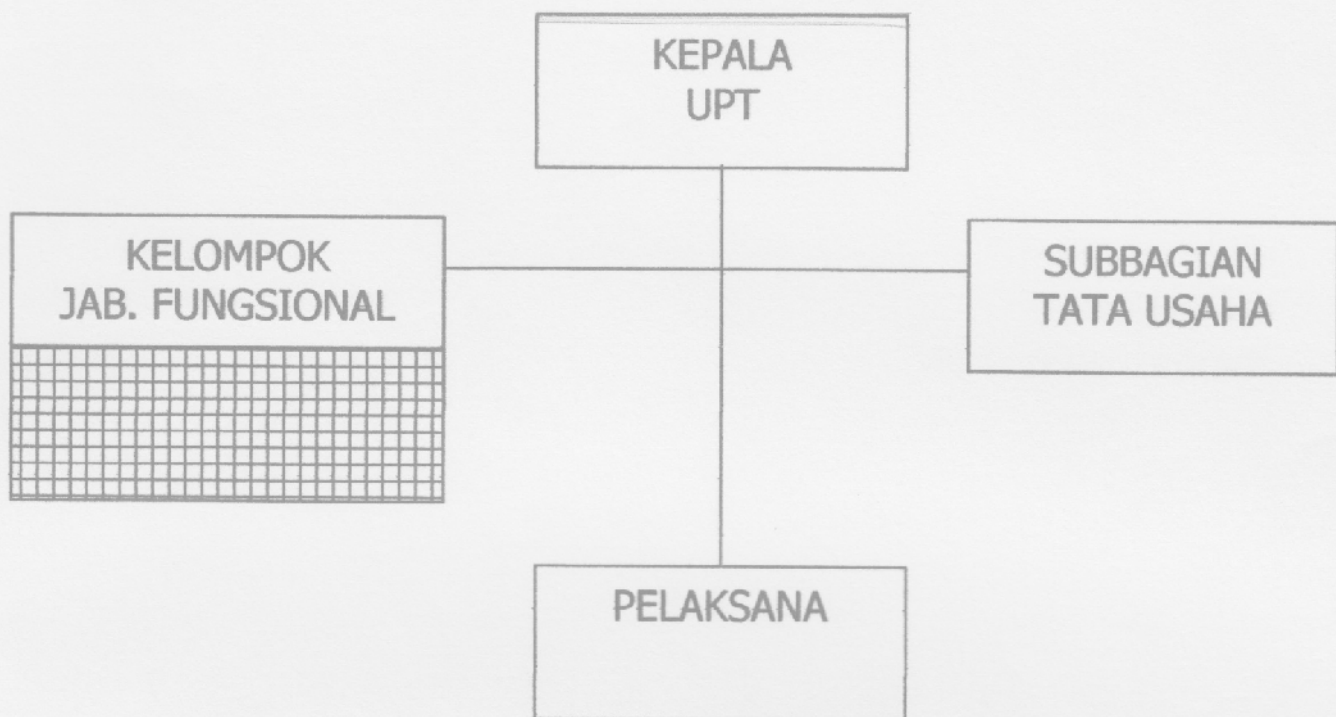 KEPALA
UPT
KELOMPOK
JAB. FUNGSIONAL
SUBBAGIAN
TATA USAHA
PELAKSANA